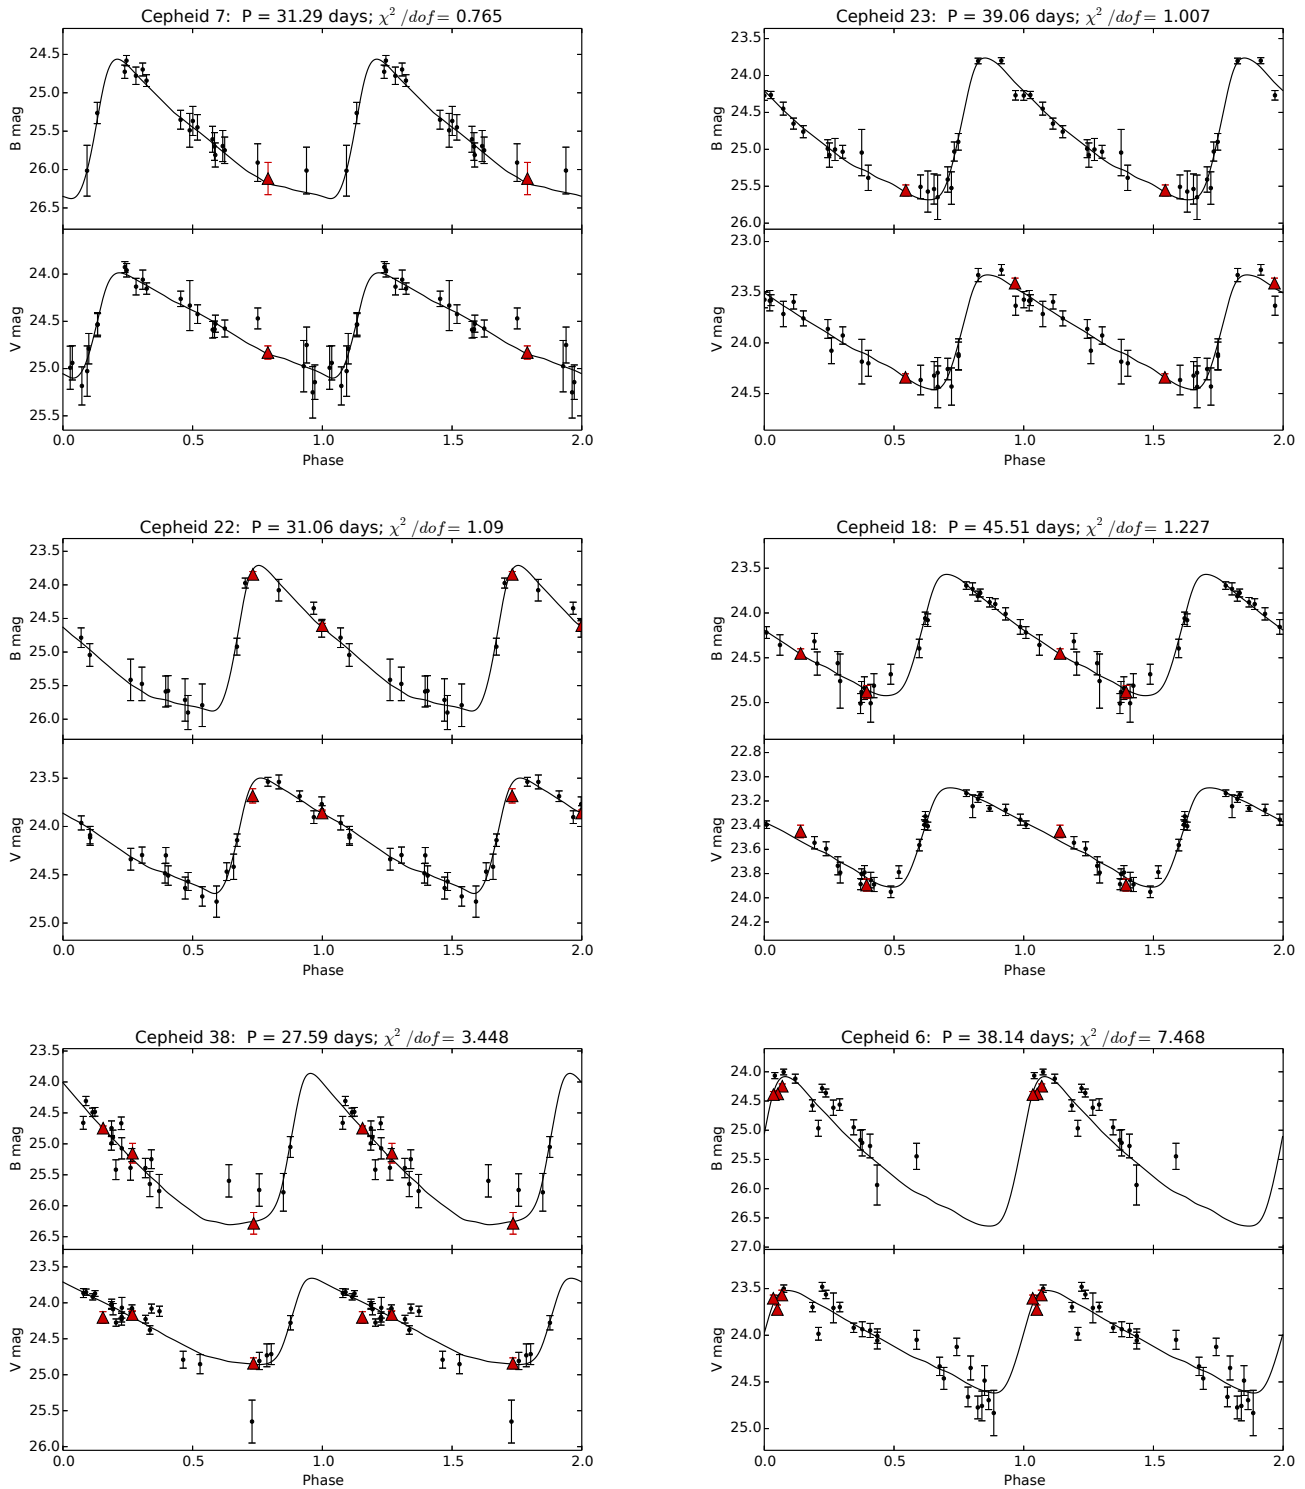 Cepheid 7: P = 31.29 days; χ² /dof = 0.765
24.5
25.0
25.5
26.0
26.5
B mag
24.0
24.5
25.0
25.5
V mag
0.0 0.5 1.0 1.5 2.0
Phase
Cepheid 23: P = 39.06 days; χ² /dof = 1.007
23.5
24.0
24.5
25.0
25.5
26.0
B mag
23.0
23.5
24.0
24.5
V mag
0.0 0.5 1.0 1.5 2.0
Phase
Cepheid 22: P = 31.06 days; χ² /dof = 1.09
23.5
24.0
24.5
25.0
25.5
26.0
B mag
23.5
24.0
24.5
25.0
V mag
0.0 0.5 1.0 1.5 2.0
Phase
Cepheid 18: P = 45.51 days; χ² /dof = 1.227
23.5
24.0
24.5
25.0
B mag
22.8
23.0
23.2
23.4
23.6
23.8
24.0
24.2
V mag
0.0 0.5 1.0 1.5 2.0
Phase
Cepheid 38: P = 27.59 days; χ² /dof = 3.448
23.5
24.0
24.5
25.0
25.5
26.0
26.5
B mag
23.5
24.0
24.5
25.0
25.5
26.0
V mag
0.0 0.5 1.0 1.5 2.0
Phase
Cepheid 6: P = 38.14 days; χ² /dof = 7.468
24.0
24.5
25.0
25.5
26.0
26.5
27.0
B mag
23.5
24.0
24.5
25.0
V mag
0.0 0.5 1.0 1.5 2.0
Phase